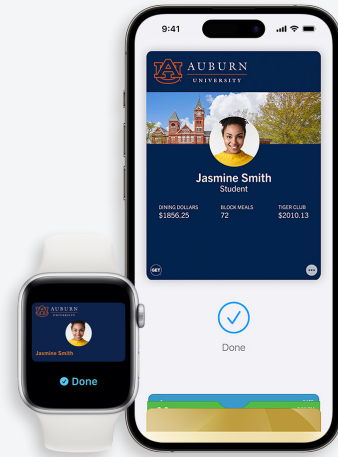 9:41
AUBURN
UNIVERSITY
Jasmine Smith
Student
DINING DOLLARS BLOCK MEALS TIGER CLUB
$1856.25 72 $2010.13
GET
Done
AUBURN
UNIVERSITY
Jasmine Smith
Done